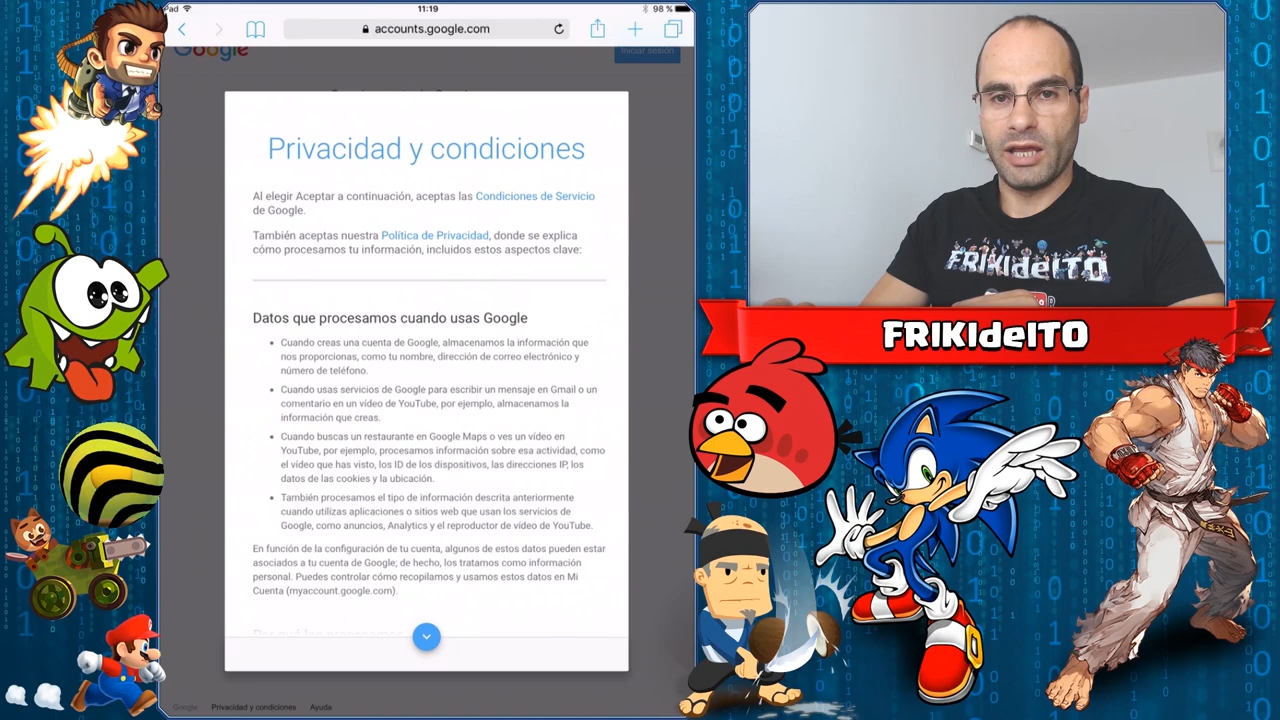 Pad
11:19
98 %
accounts.google.com
Google
Iniciar sesión
Privacidad y condiciones
Al elegir Aceptar a continuación, aceptas las Condiciones de Servicio
de Google.
También aceptas nuestra Política de Privacidad, donde se explica
cómo procesamos tu información, incluidos estos aspectos clave:
Datos que procesamos cuando usas Google
• Cuando creas una cuenta de Google, almacenamos la información que
nos proporcionas, como tu nombre, dirección de correo electrónico y
número de teléfono.
• Cuando usas servicios de Google para escribir un mensaje en Gmail o un
comentario en un vídeo de YouTube, por ejemplo, almacenamos la
información que creas.
• Cuando buscas un restaurante en Google Maps o ves un vídeo en
YouTube, por ejemplo, procesamos información sobre esa actividad, como
el vídeo que has visto, los ID de los dispositivos, las direcciones IP, los
datos de las cookies y la ubicación.
• También procesamos el tipo de información descrita anteriormente
cuando utilizas aplicaciones o sitios web que usan los servicios de
Google, como anuncios, Analytics y el reproductor de vídeo de YouTube.
En función de la configuración de tu cuenta, algunos de estos datos pueden estar
asociados a tu cuenta de Google; de hecho, los tratamos como información
personal. Puedes controlar cómo recopilamos y usamos estos datos en Mi
Cuenta (myaccount.google.com).
Google Privacidad y condiciones Ayuda
FRIKIdelTO
FRIKIdelTO